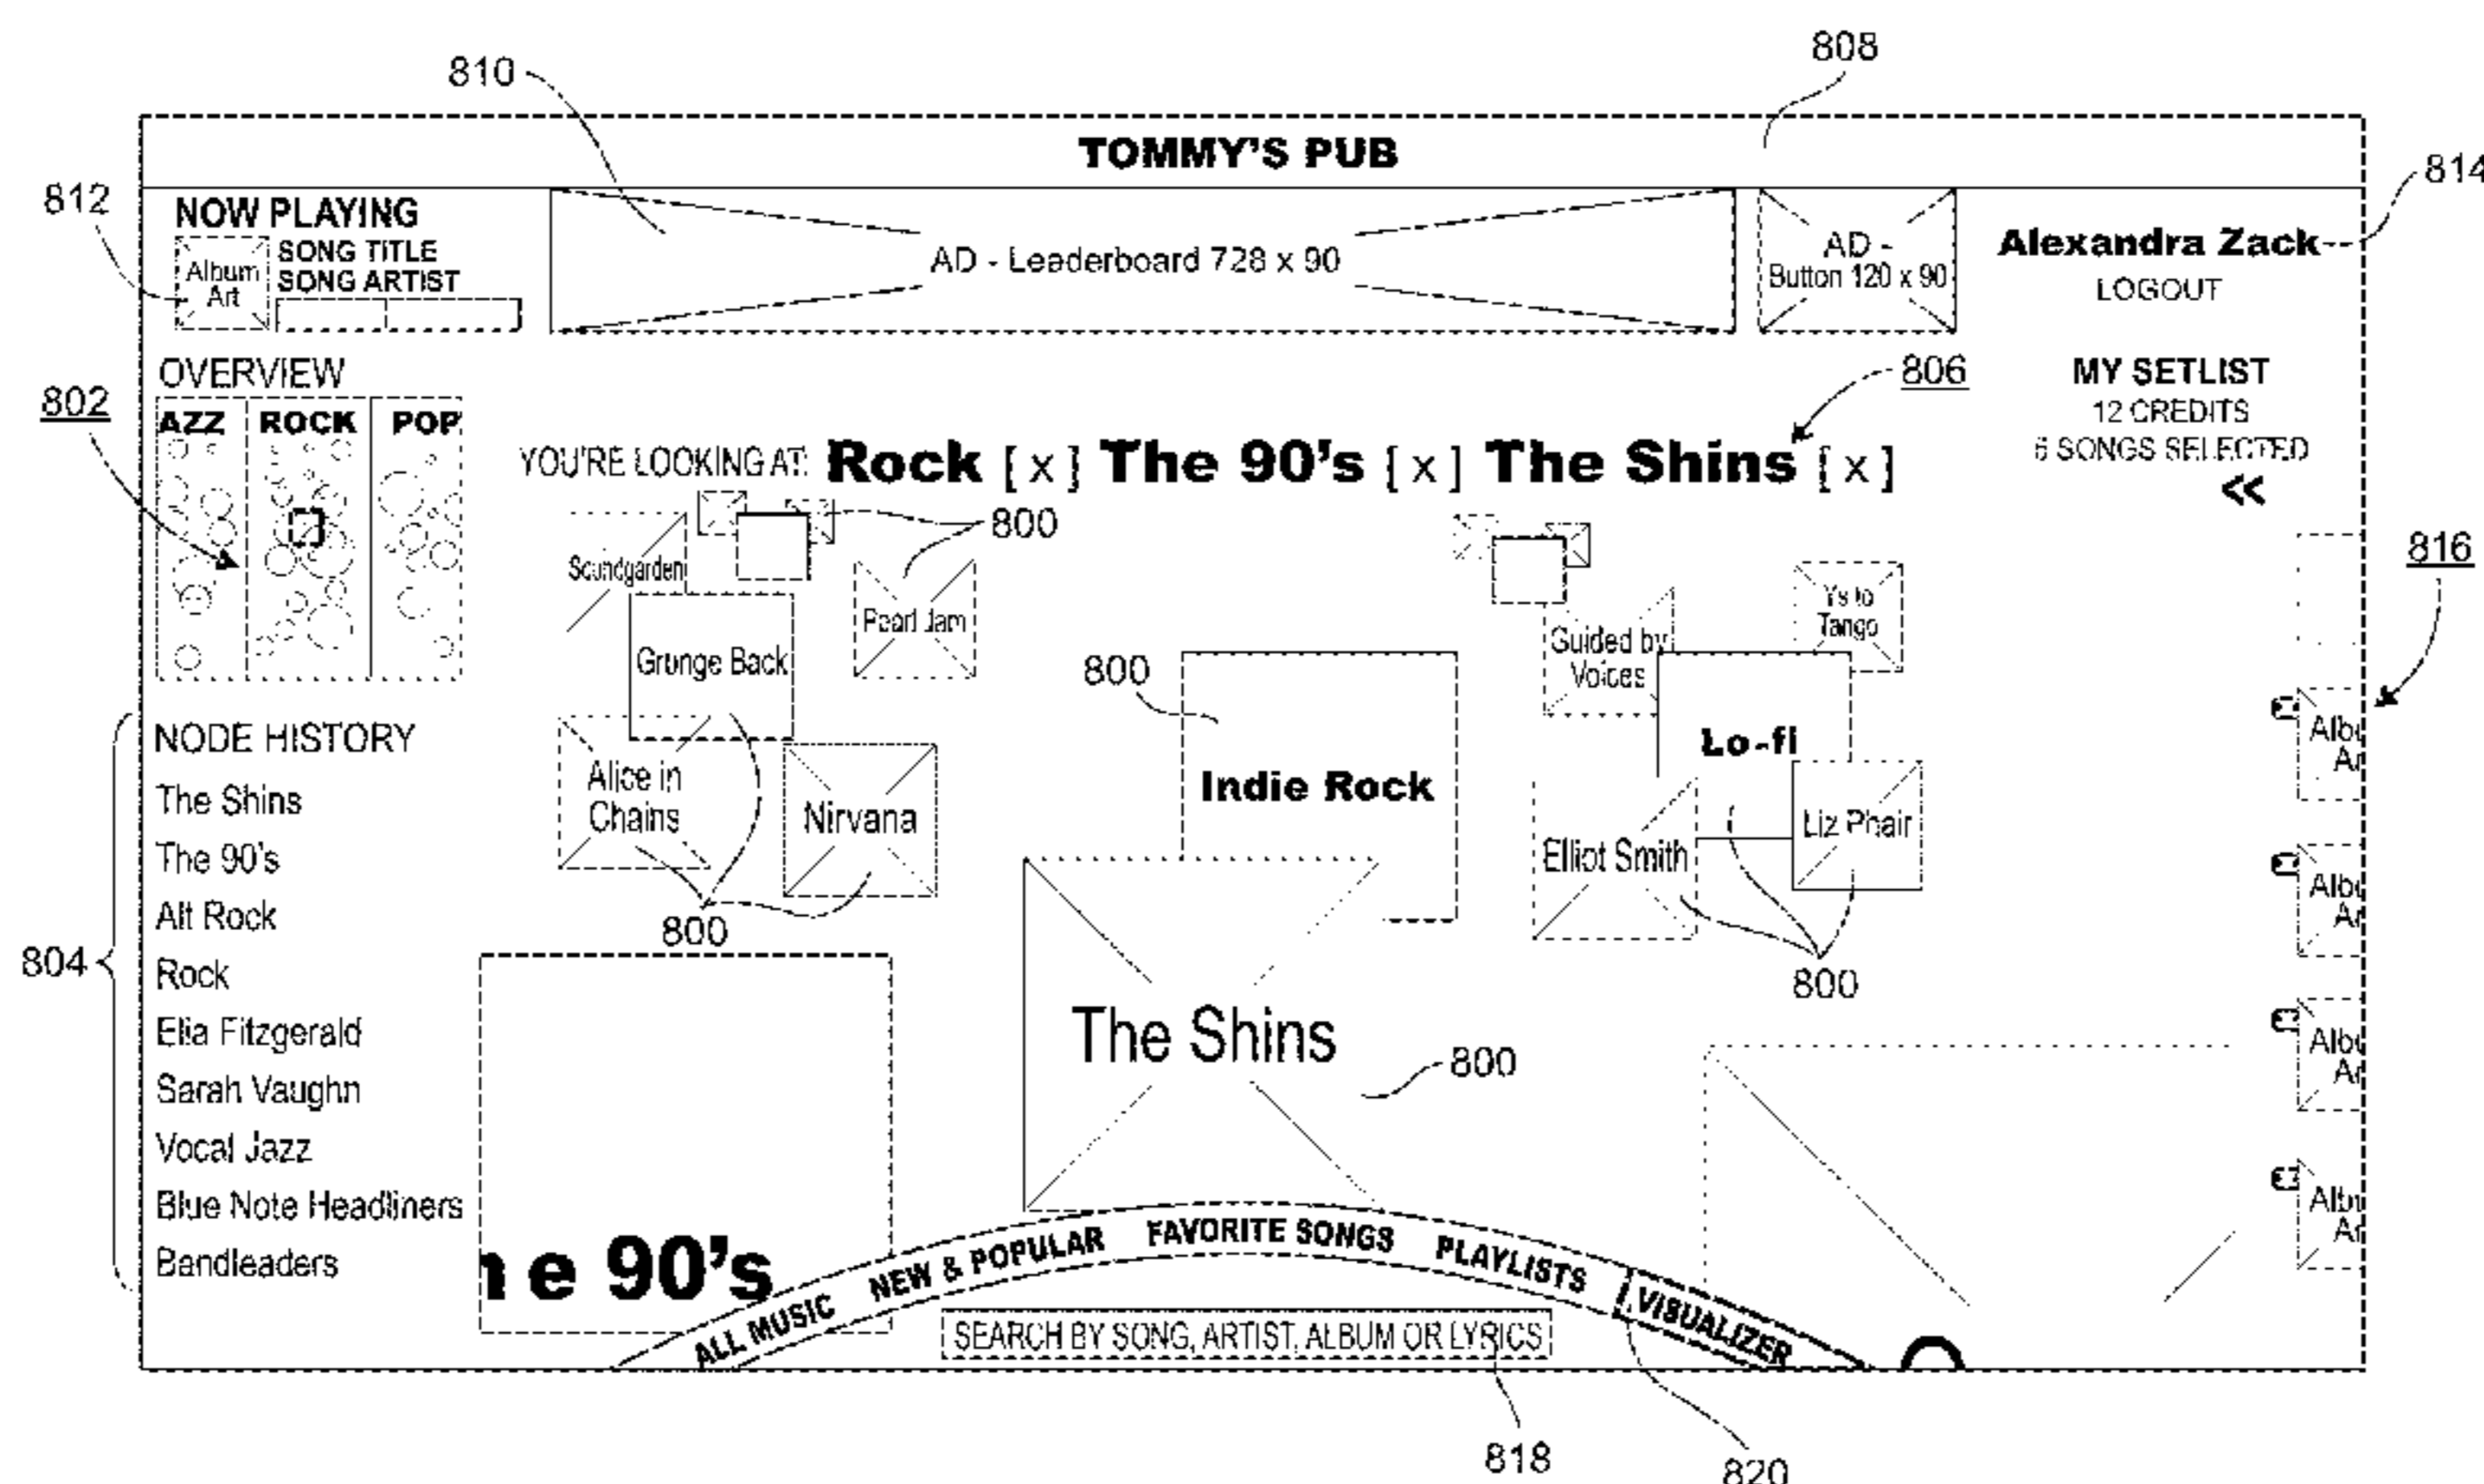 808
810
TOMMY'S PUB
814
812
NOW PLAYING
SONG TITLE
SONG ARTIST
Album
Art
AD - Leaderboard 728 x 90
AD -
Button 120 x 90
Alexandra Zack
LOGOUT
OVERVIEW
802
AZZ ROCK POP
806
MY SETLIST
12 CREDITS
6 SONGS SELECTED
<<
YOU'RE LOOKING AT: Rock [x] The 90's [x] The Shins [x]
800
816
Soundgarden
Pearl Jam
Grunge Back
Alice in
Chains
Nirvana
800
800
Indie Rock
Guided by
Voices
Ys to
Tango
Lo-fi
Elliot Smith
Liz Phair
800
The Shins
800
NODE HISTORY
The Shins
The 90's
Alt Rock
804
Rock
Ella Fitzgerald
Sarah Vaughn
Vocal Jazz
Blue Note Headliners
Bandleaders
e 90's
ALL MUSIC NEW & POPULAR FAVORITE SONGS PLAYLISTS VISUALIZER
SEARCH BY SONG, ARTIST, ALBUM OR LYRICS
818
820